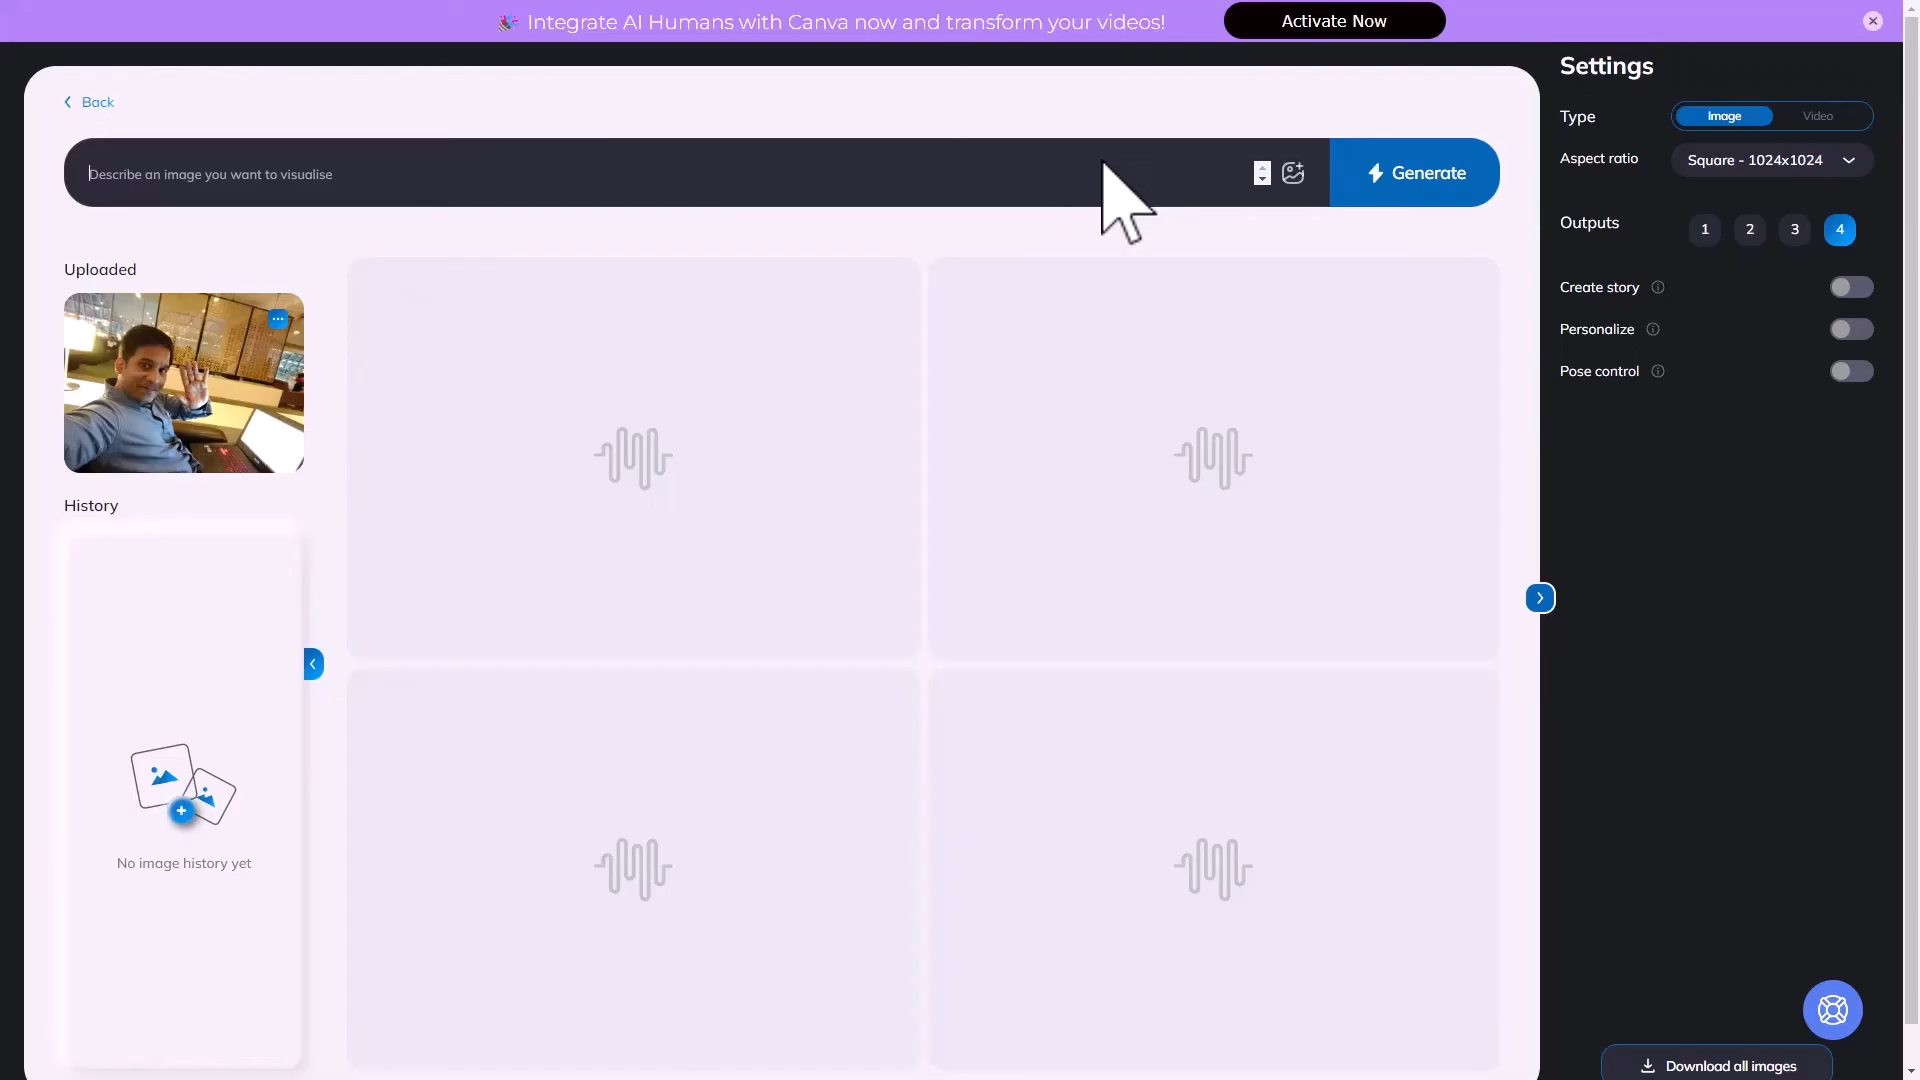 Integrate AI Humans with Canva now and transform your videos!
Activate Now
Back
Describe an image you want to visualise
Generate
Uploaded
History
No image history yet
Settings
Type
Image
Video
Aspect ratio
Square - 1024x1024
Outputs
1
2
3
4
Create story
Personalize
Pose control
Download all images